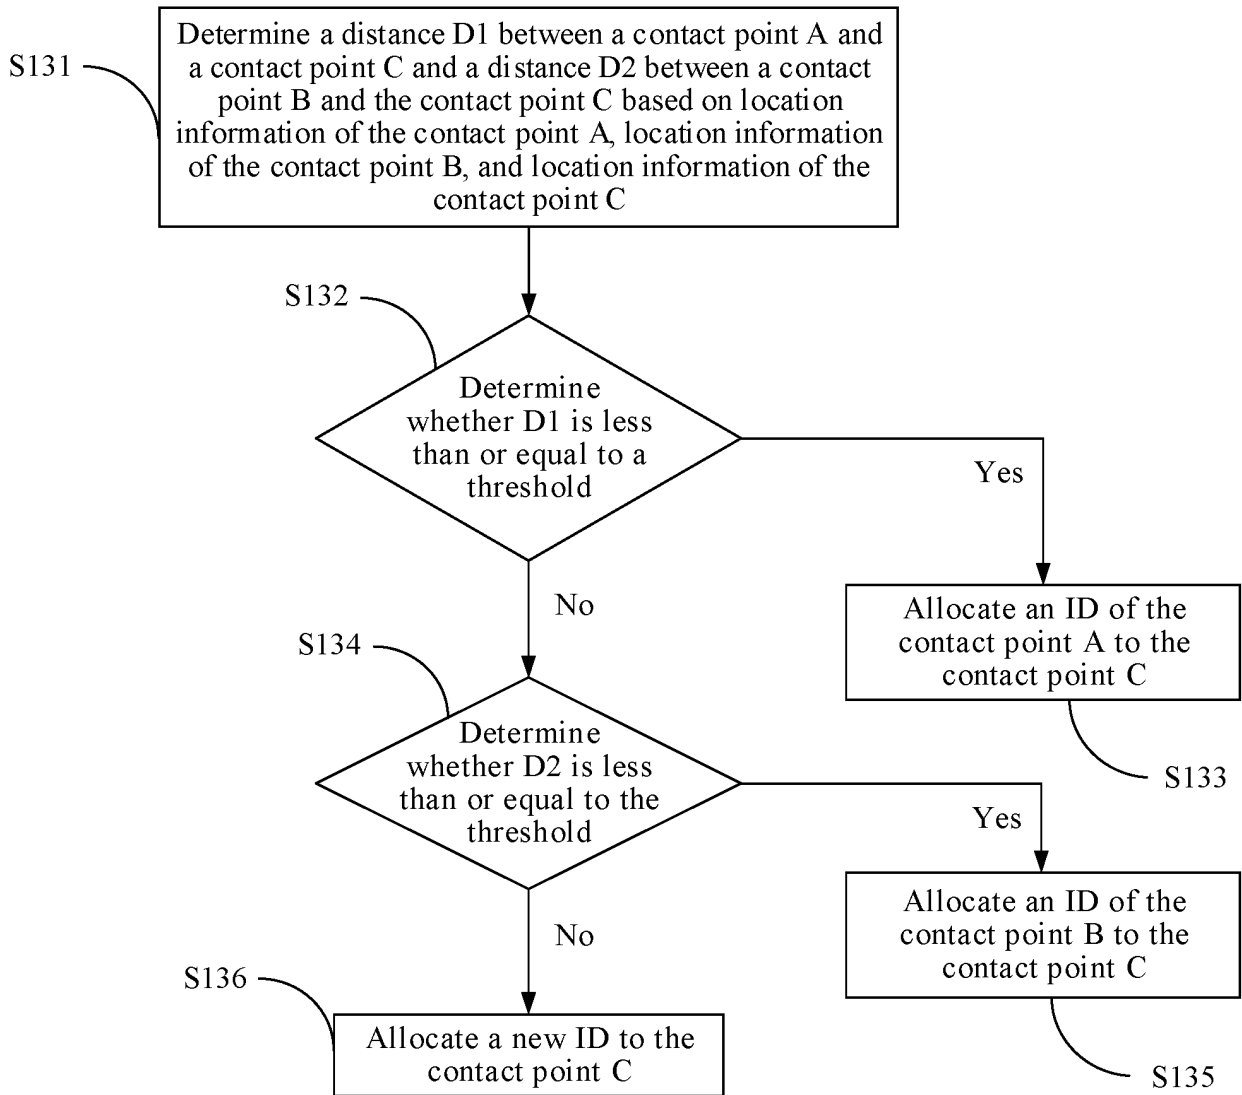 S131
Determine a distance D1 between a contact point A and
a contact point C and a distance D2 between a contact
point B and the contact point C based on location
information of the contact point A, location information
of the contact point B, and location information of the
contact point C
S132
Determine
whether D1 is less
than or equal to a
threshold
Yes
No
Allocate an ID of the
contact point A to the
contact point C
S133
S134
Determine
whether D2 is less
than or equal to the
threshold
Yes
No
Allocate an ID of the
contact point B to the
contact point C
S135
S136
Allocate a new ID to the
contact point C